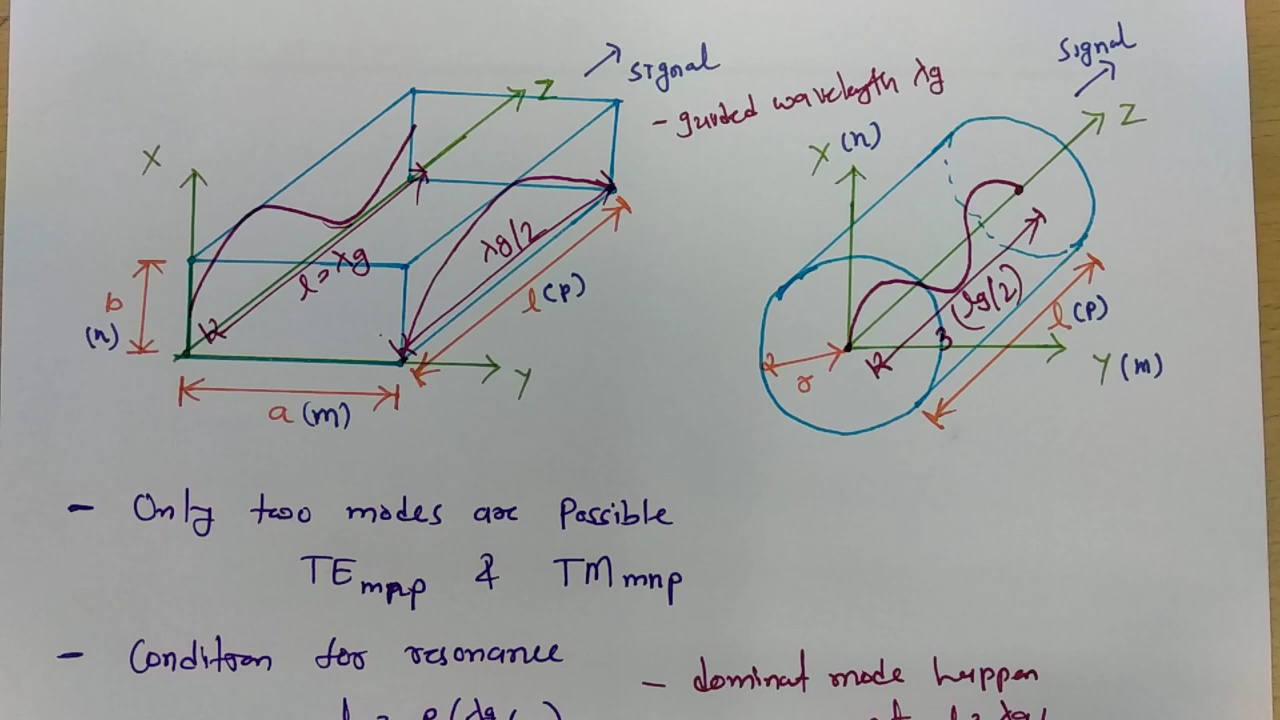 Signal
Z
- guided wavelength λg
X
l = λg
λg/2
b
(n)
l (p)
Y
a (m)
Signal
Z
X (n)
(λg/2)
l (p)
r
Y (m)
- Only two modes are Possible
TEmnp & TMmnp
- Condition for resonance
- dominat mode happen